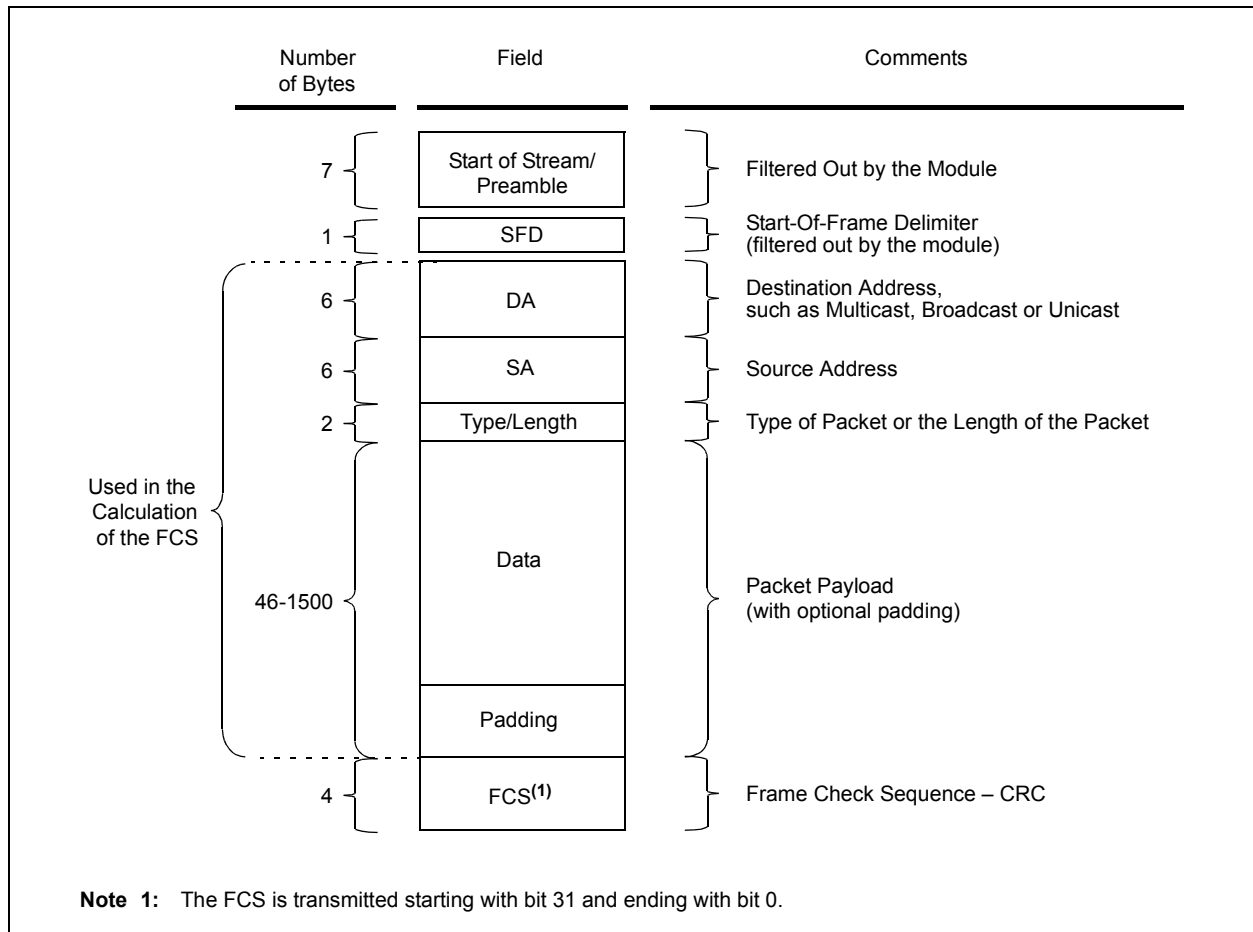 Number
of Bytes
Field
Comments
7
Start of Stream/
Preamble
Filtered Out by the Module
1
SFD
Start-Of-Frame Delimiter
(filtered out by the module)
6
DA
Destination Address,
such as Multicast, Broadcast or Unicast
6
SA
Source Address
2
Type/Length
Type of Packet or the Length of the Packet
Used in the
Calculation
of the FCS
46-1500
Data
Packet Payload
(with optional padding)
Padding
4
FCS(1)
Frame Check Sequence – CRC
Note 1: The FCS is transmitted starting with bit 31 and ending with bit 0.